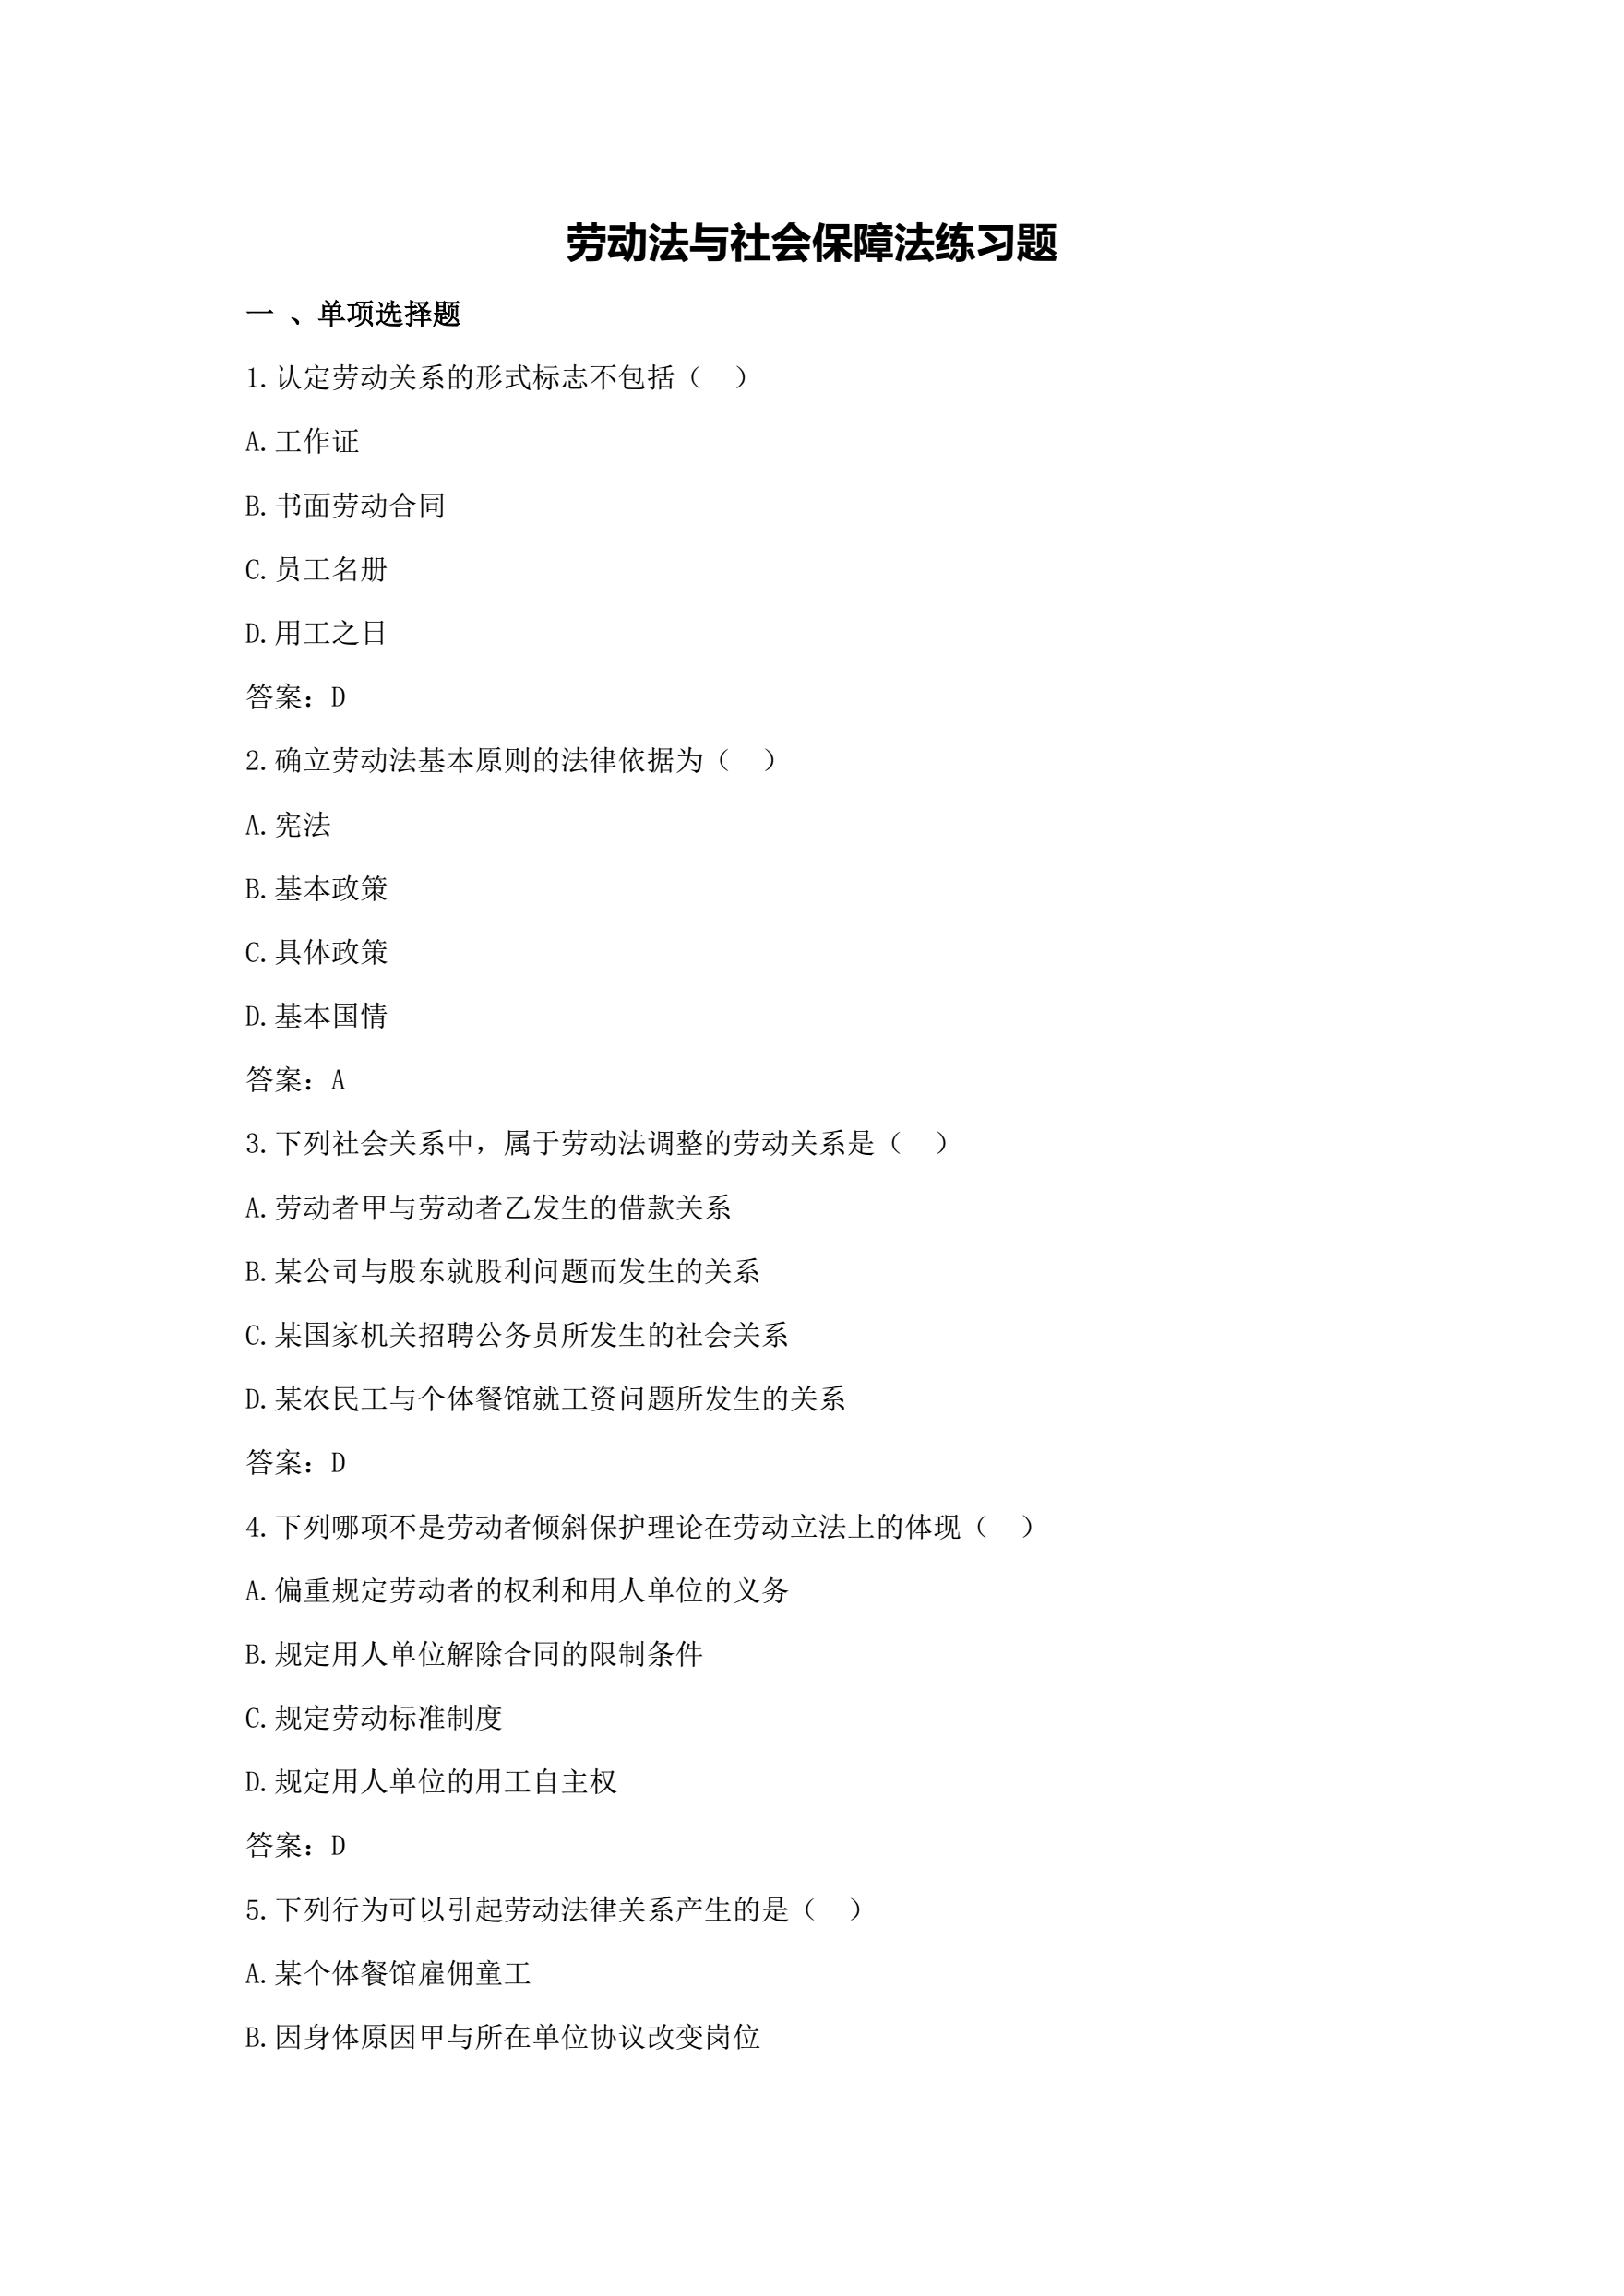 劳动法与社会保障法练习题
一 、单项选择题
1.认定劳动关系的形式标志不包括（ ）
A.工作证
B.书面劳动合同
C.员工名册
D.用工之日
答案：D
2.确立劳动法基本原则的法律依据为（ ）
A.宪法
B.基本政策
C.具体政策
D.基本国情
答案：A
3.下列社会关系中，属于劳动法调整的劳动关系是（ ）
A.劳动者甲与劳动者乙发生的借款关系
B.某公司与股东就股利问题而发生的关系
C.某国家机关招聘公务员所发生的社会关系
D.某农民工与个体餐馆就工资问题所发生的关系
答案：D
4.下列哪项不是劳动者倾斜保护理论在劳动立法上的体现（ ）
A.偏重规定劳动者的权利和用人单位的义务
B.规定用人单位解除合同的限制条件
C.规定劳动标准制度
D.规定用人单位的用工自主权
答案：D
5.下列行为可以引起劳动法律关系产生的是（ ）
A.某个体餐馆雇佣童工
B.因身体原因甲与所在单位协议改变岗位